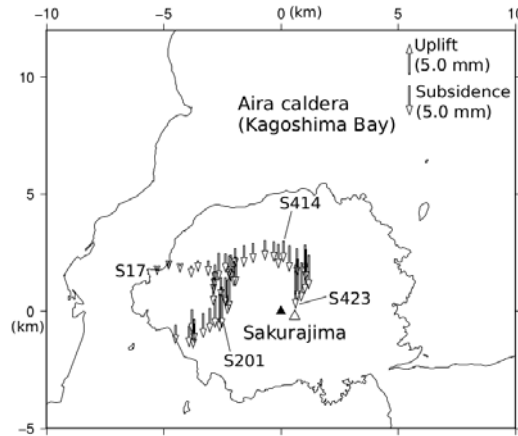 −10 −5 0 (km) 5 10
10
5
0
(km)
−5
Uplift
(5.0 mm)
Subsidence
(5.0 mm)
Aira caldera
(Kagoshima Bay)
S414
S17
S423
Sakurajima
S201